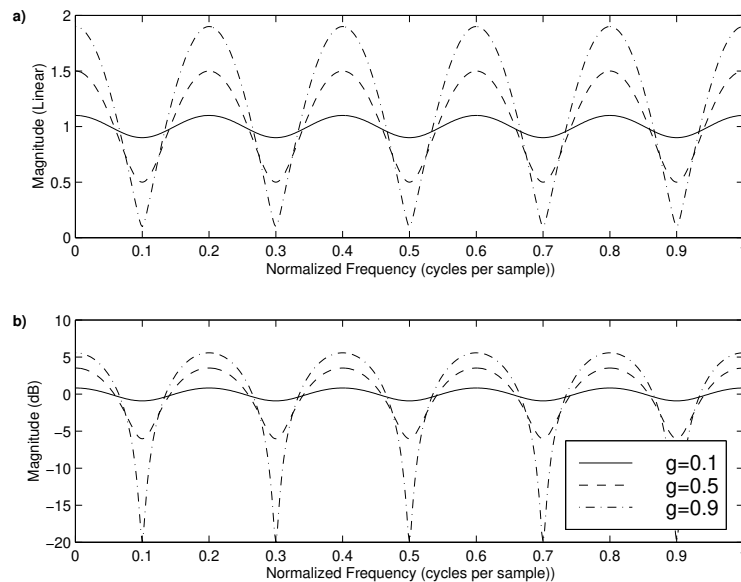 a)
2
1.5
1
0.5
0
Magnitude (Linear)
0 0.1 0.2 0.3 0.4 0.5 0.6 0.7 0.8 0.9 1
Normalized Frequency (cycles per sample))
b)
10
5
0
−5
−10
−15
−20
Magnitude (dB)
g=0.1
g=0.5
g=0.9
0 0.1 0.2 0.3 0.4 0.5 0.6 0.7 0.8 0.9 1
Normalized Frequency (cycles per sample))